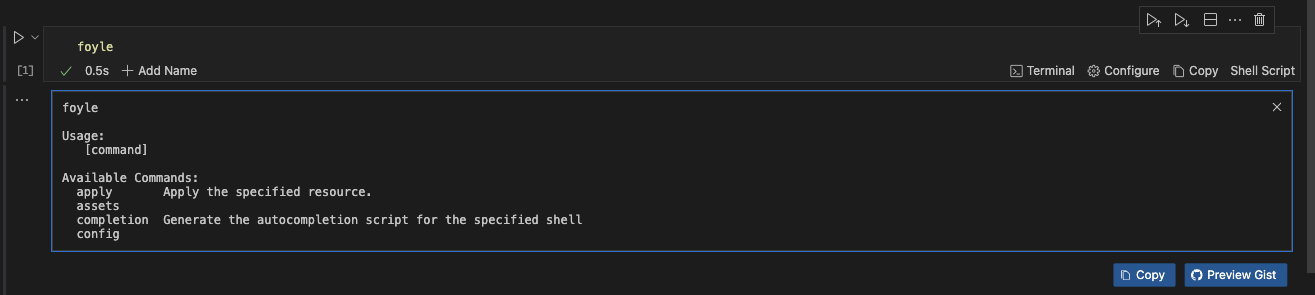 foyle
[1]
0.5s
Add Name
Terminal
Configure
Copy
Shell Script
foyle
Usage:
[command]
Available Commands:
apply       Apply the specified resource.
assets
completion  Generate the autocompletion script for the specified shell
config
Copy
Preview Gist